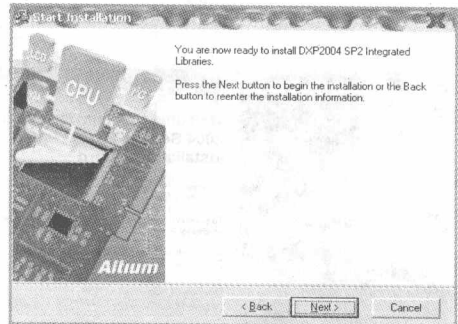 Start Installation
You are now ready to install DXP2004 SP2 Integrated
Libraries.
Press the Next button to begin the installation or the Back
button to reenter the installation information.
CPU
Altium
< Back
Next >
Cancel